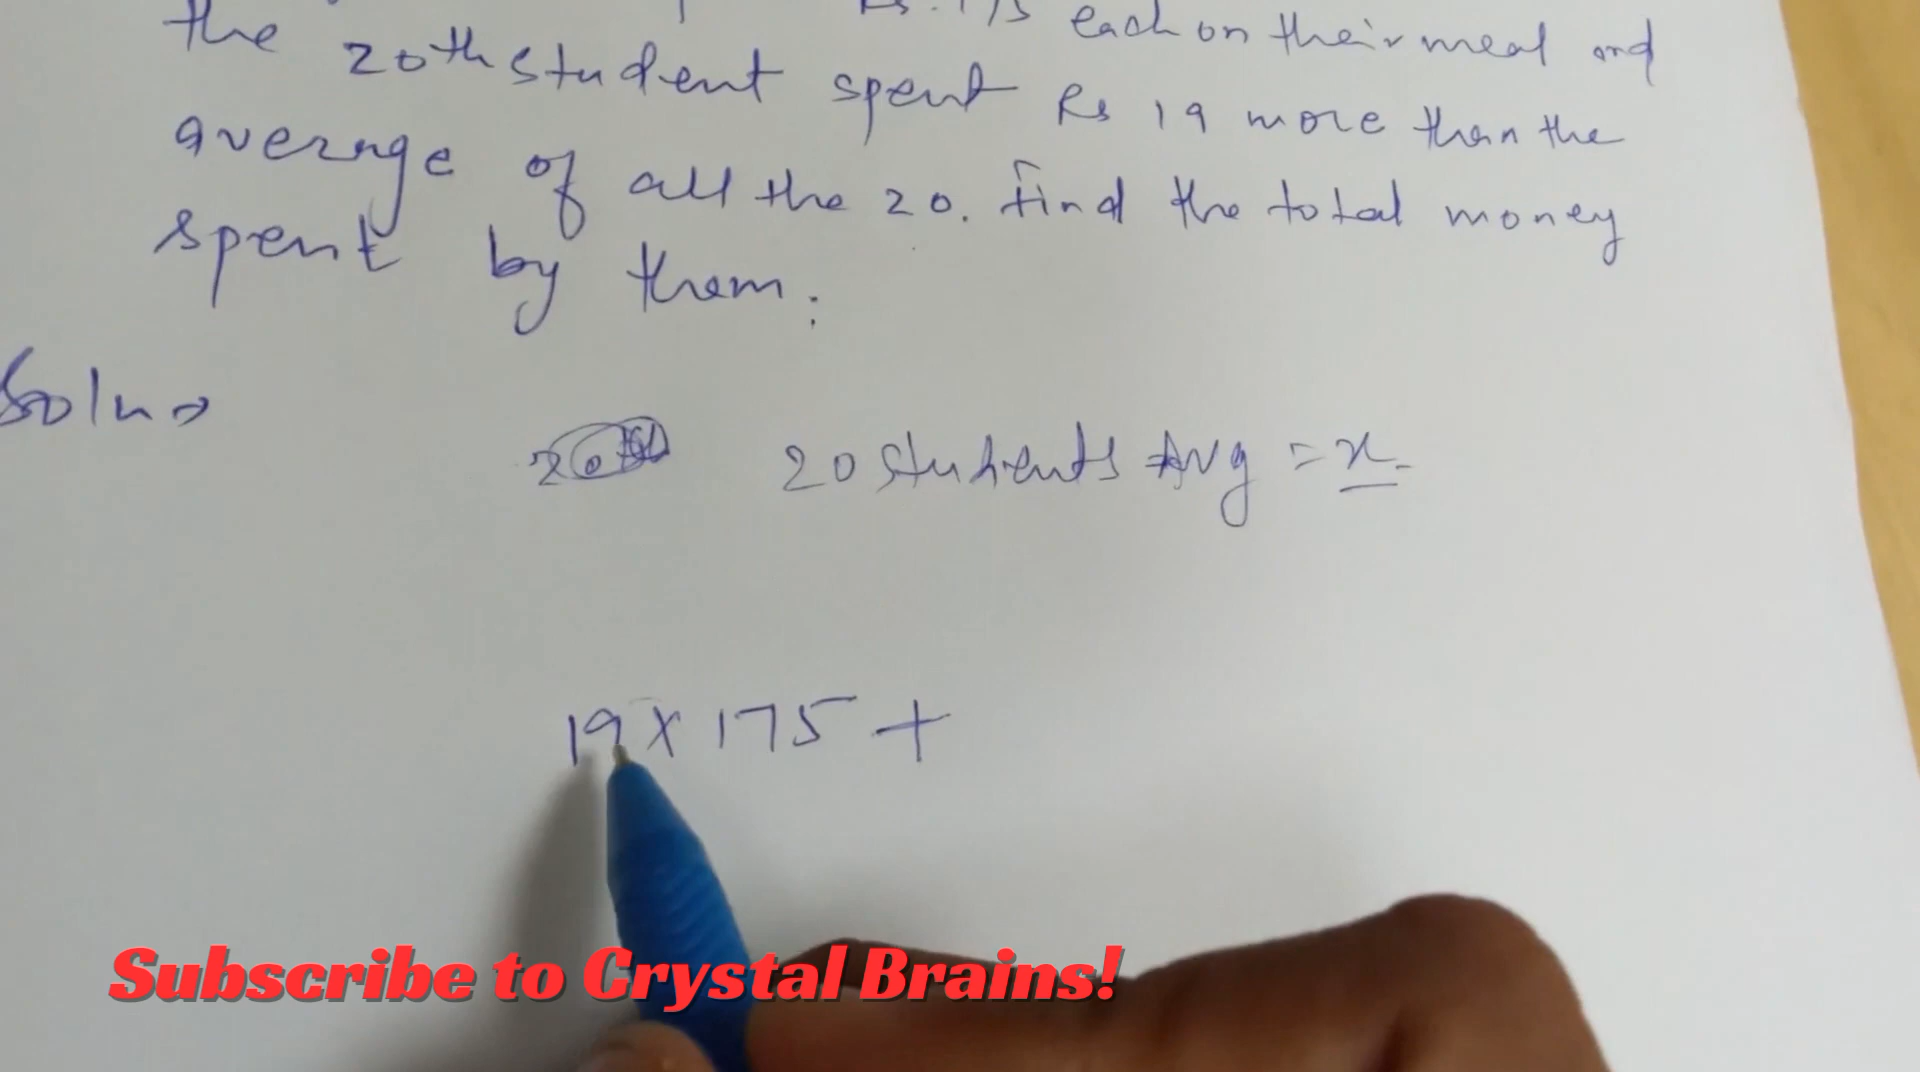 Rs. 175 each on their meal and
the 20th student spent Rs 19 more than the
average of all the 20. Find the total money
spent by them:
Soln →
20 students Avg = x.
19 x 175 +
Subscribe to Crystal Brains!